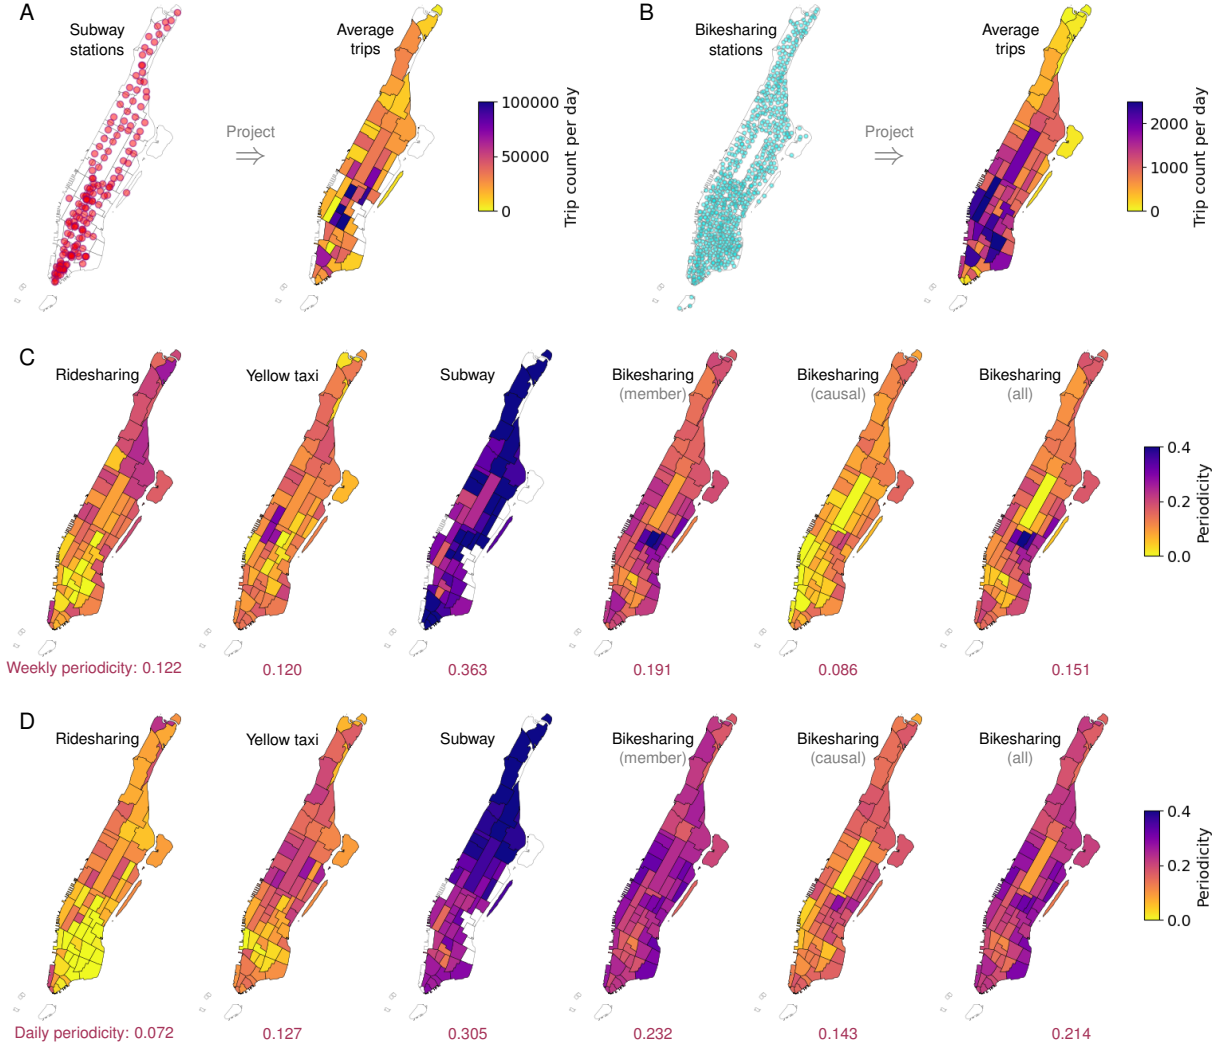 A
Subway
stations
Project
⇒
Average
trips
100000
50000
0
Trip count per day
B
Bikesharing
stations
Project
⇒
Average
trips
2000
1000
0
Trip count per day
C
Ridesharing
Yellow taxi
Subway
Bikesharing
(member)
Bikesharing
(causal)
Bikesharing
(all)
0.4
0.2
0.0
Periodicity
Weekly periodicity: 0.122
0.120
0.363
0.191
0.086
0.151
D
Ridesharing
Yellow taxi
Subway
Bikesharing
(member)
Bikesharing
(causal)
Bikesharing
(all)
0.4
0.2
0.0
Periodicity
Daily periodicity: 0.072
0.127
0.305
0.232
0.143
0.214